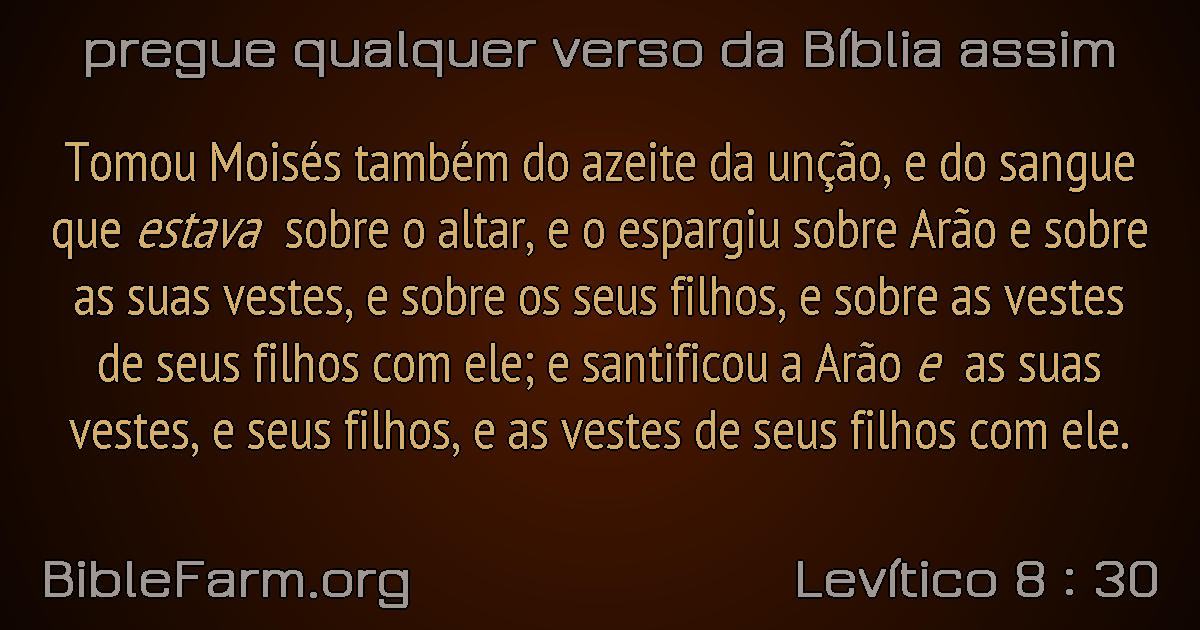 pregue qualquer verso da Bíblia assim
Tomou Moisés também do azeite da unção, e do sangue
que estava sobre o altar, e o espargiu sobre Arão e sobre
as suas vestes, e sobre os seus filhos, e sobre as vestes
de seus filhos com ele; e santificou a Arão e as suas
vestes, e seus filhos, e as vestes de seus filhos com ele.
BibleFarm.org
Levítico 8 : 30